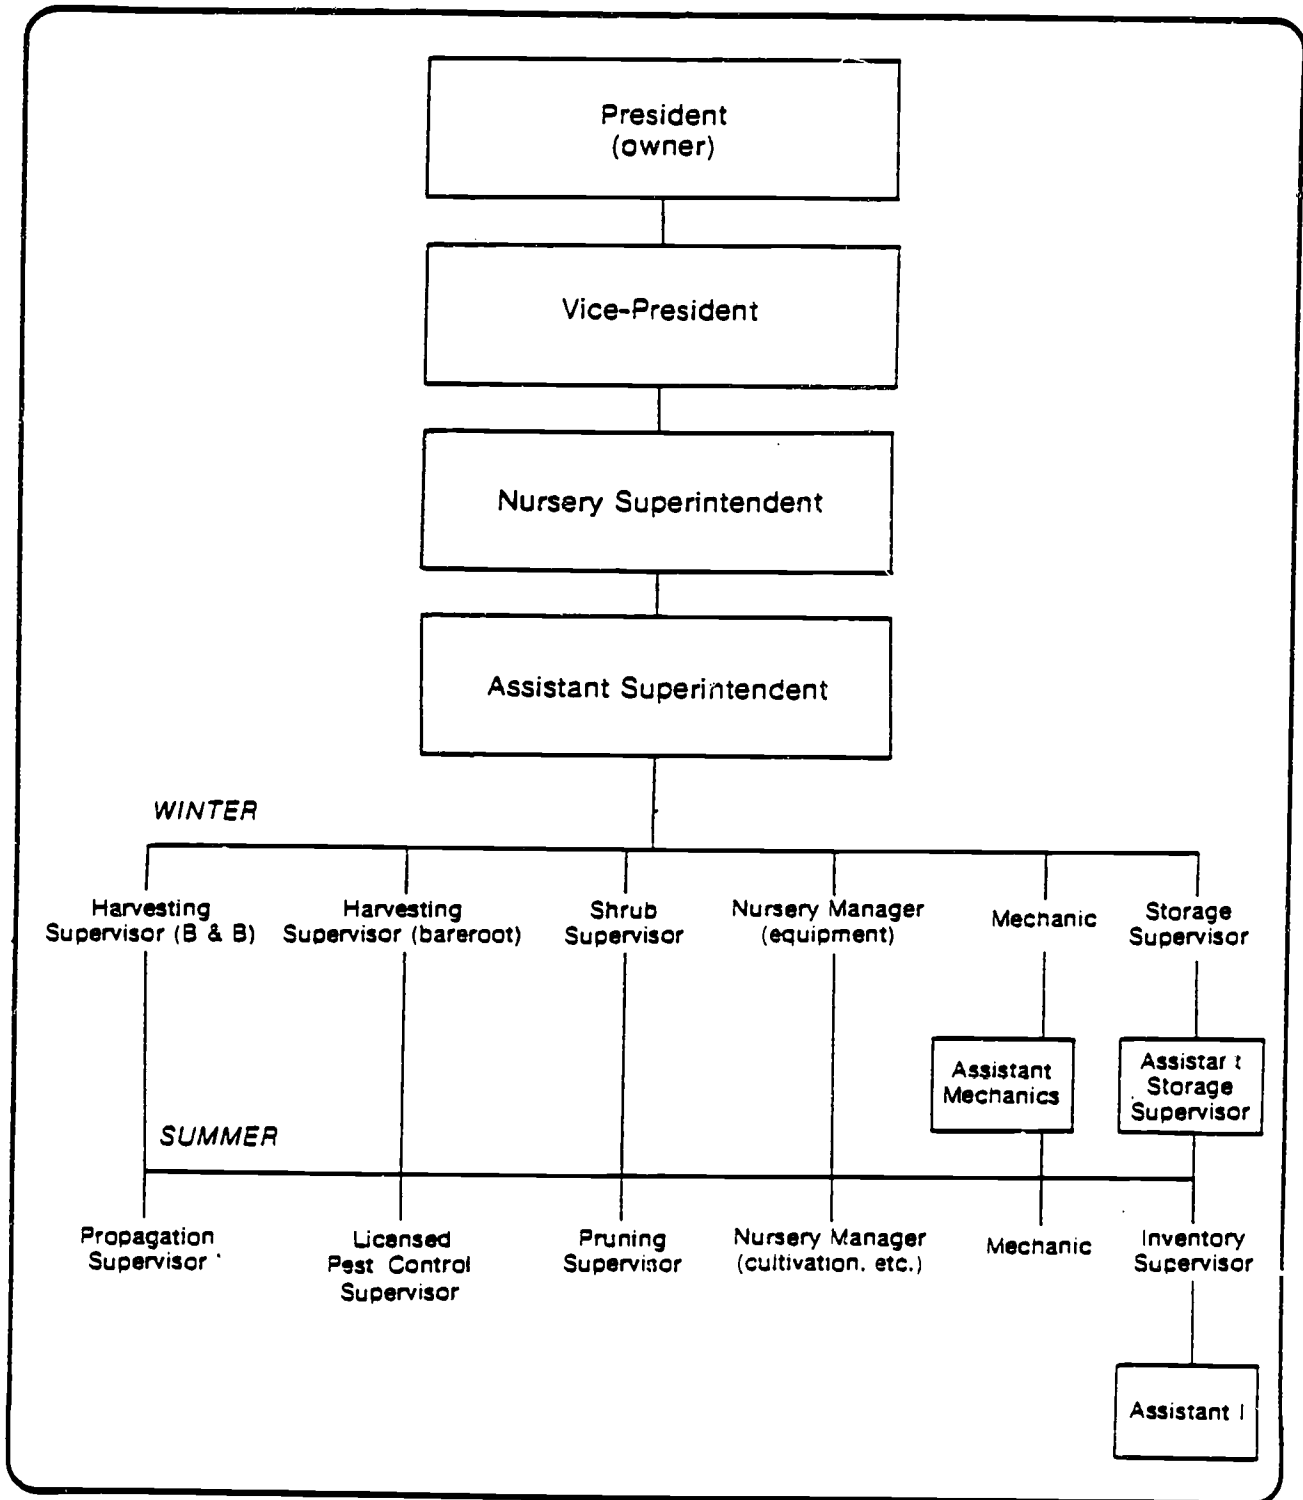 President
(owner)
Vice-President
Nursery Superintendent
Assistant Superintendent
WINTER
Harvesting
Supervisor (B & B)
Harvesting
Supervisor (bareroot)
Shrub
Supervisor
Nursery Manager
(equipment)
Mechanic
Storage
Supervisor
Assistant
Mechanics
Assistant
Storage
Supervisor
SUMMER
Propagation
Supervisor
Licensed
Pest Control
Supervisor
Pruning
Supervisor
Nursery Manager
(cultivation, etc.)
Mechanic
Inventory
Supervisor
Assistant